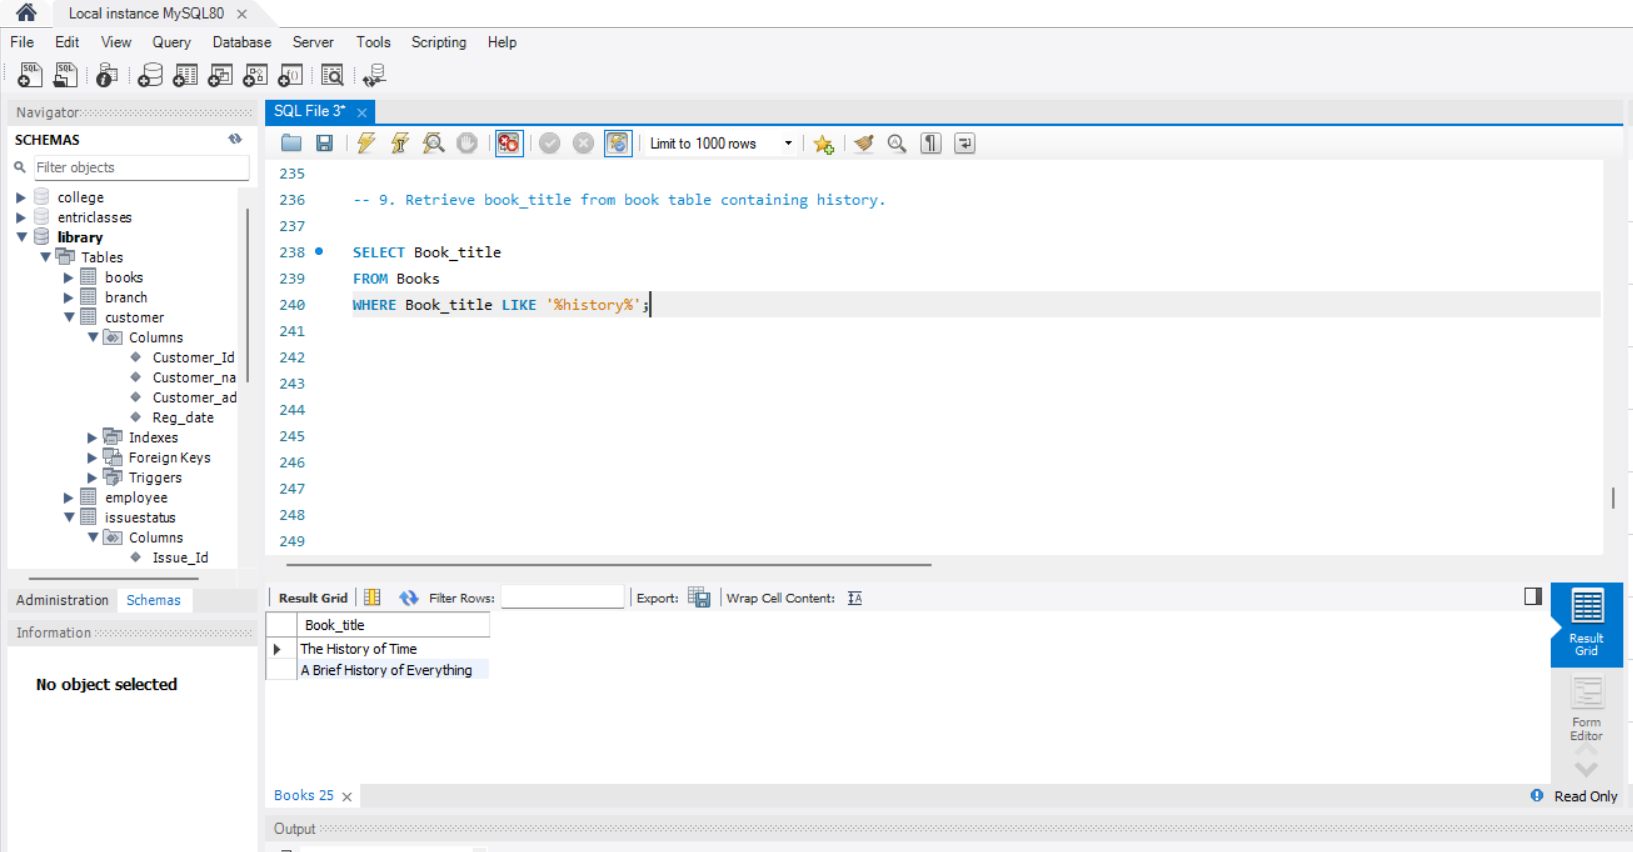 Local instance MySQL80
File Edit View Query Database Server Tools Scripting Help
Navigator
SCHEMAS
Filter objects
college
entriclasses
library
Tables
books
branch
customer
Columns
Customer_Id
Customer_na
Customer_ad
Reg_date
Indexes
Foreign Keys
Triggers
employee
issuestatus
Columns
Issue_Id
Administration Schemas
Information
No object selected
SQL File 3*
Limit to 1000 rows
235
236 -- 9. Retrieve book_title from book table containing history.
237
238 SELECT Book_title
239 FROM Books
240 WHERE Book_title LIKE '%history%';
241
242
243
244
245
246
247
248
249
Result Grid Filter Rows: Export: Wrap Cell Content:
Book_title
The History of Time
A Brief History of Everything
Result
Grid
Form
Editor
Books 25
Read Only
Output